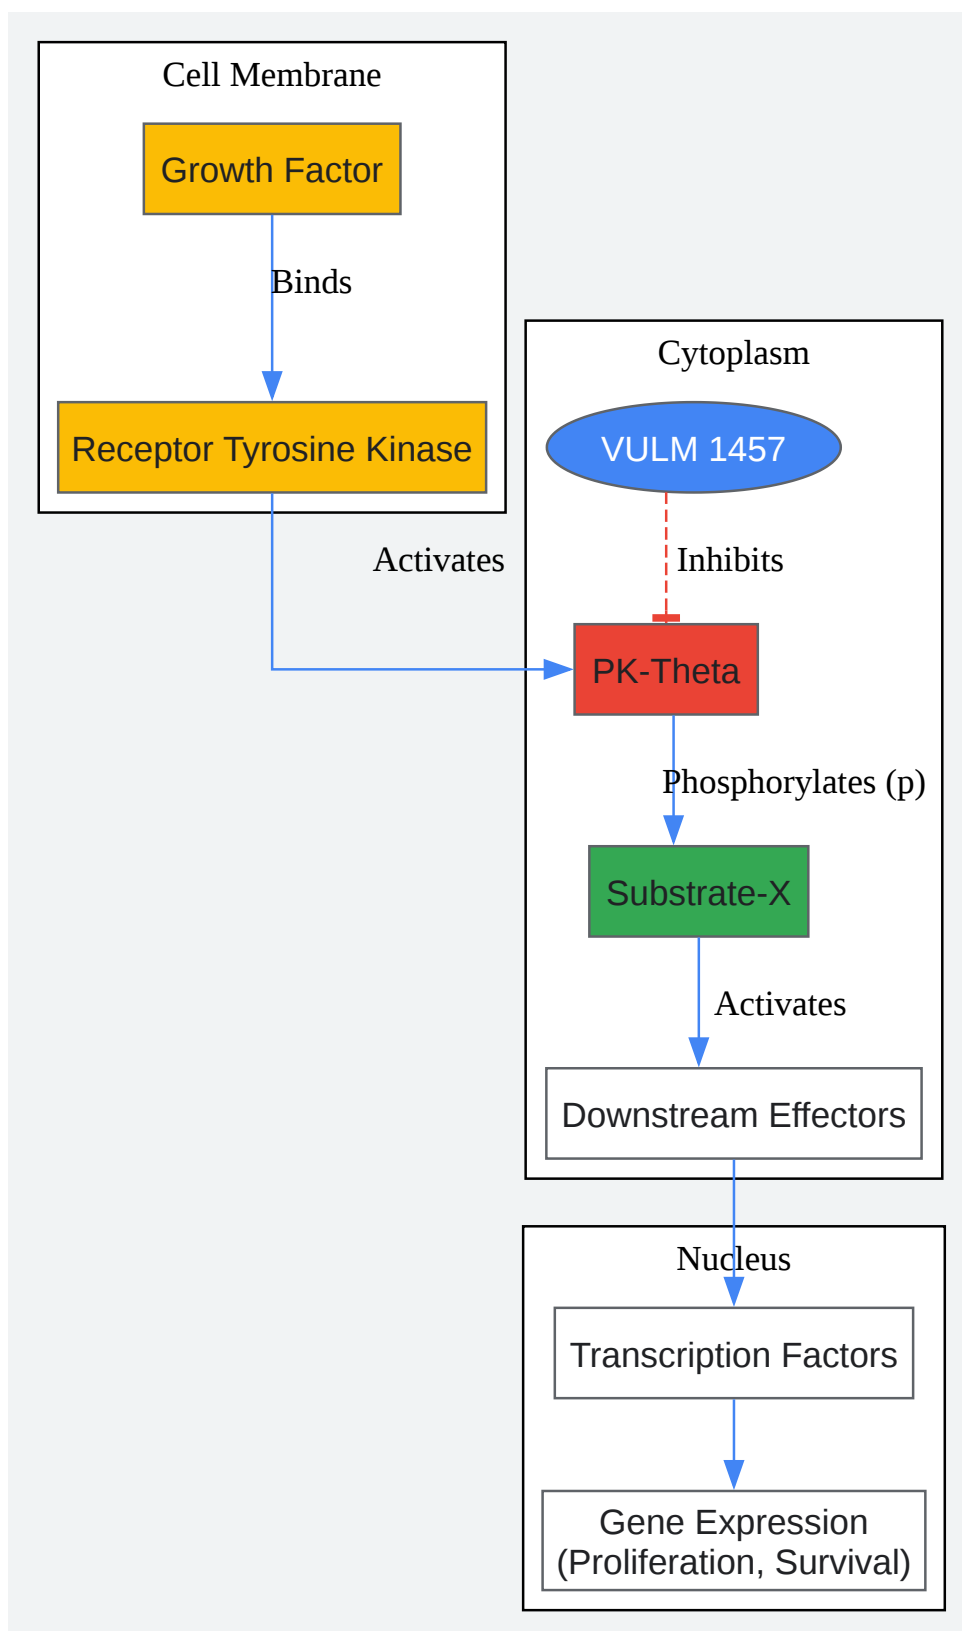 Cell Membrane
Growth Factor
Binds
Receptor Tyrosine Kinase
Activates
Cytoplasm
VULM 1457
Inhibits
PK-Theta
Phosphorylates (p)
Substrate-X
Activates
Downstream Effectors
Nucleus
Transcription Factors
Gene Expression
(Proliferation, Survival)